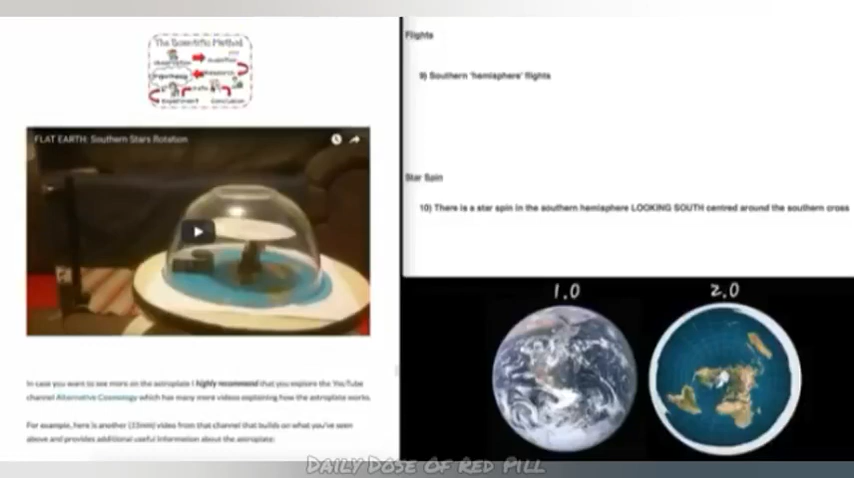 The Scientific Method
Hypothesis
Research
Experiment
Conclusion
FLAT EARTH: Southern Stars Rotation
In case you want to see more on the astroplate I highly recommend that you explore the YouTube
channel Alternative Cosmology which has many more videos explaining how the astroplate works.
For example, here is another (33min) video from that channel that builds on what you've seen
above and provides additional useful information about the astroplate:
Flights
9) Southern 'hemisphere' flights
Star Spin
10) There is a star spin in the southern hemisphere LOOKING SOUTH centred around the southern cross
1.0
2.0
Daily Dose Of Red Pill